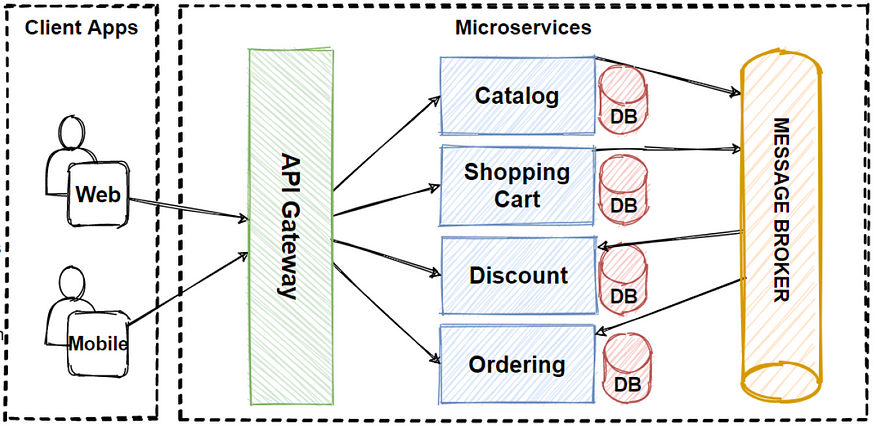 Client Apps
Microservices
Web
Mobile
API Gateway
Catalog
DB
Shopping
Cart
DB
Discount
DB
Ordering
DB
MESSAGE BROKER